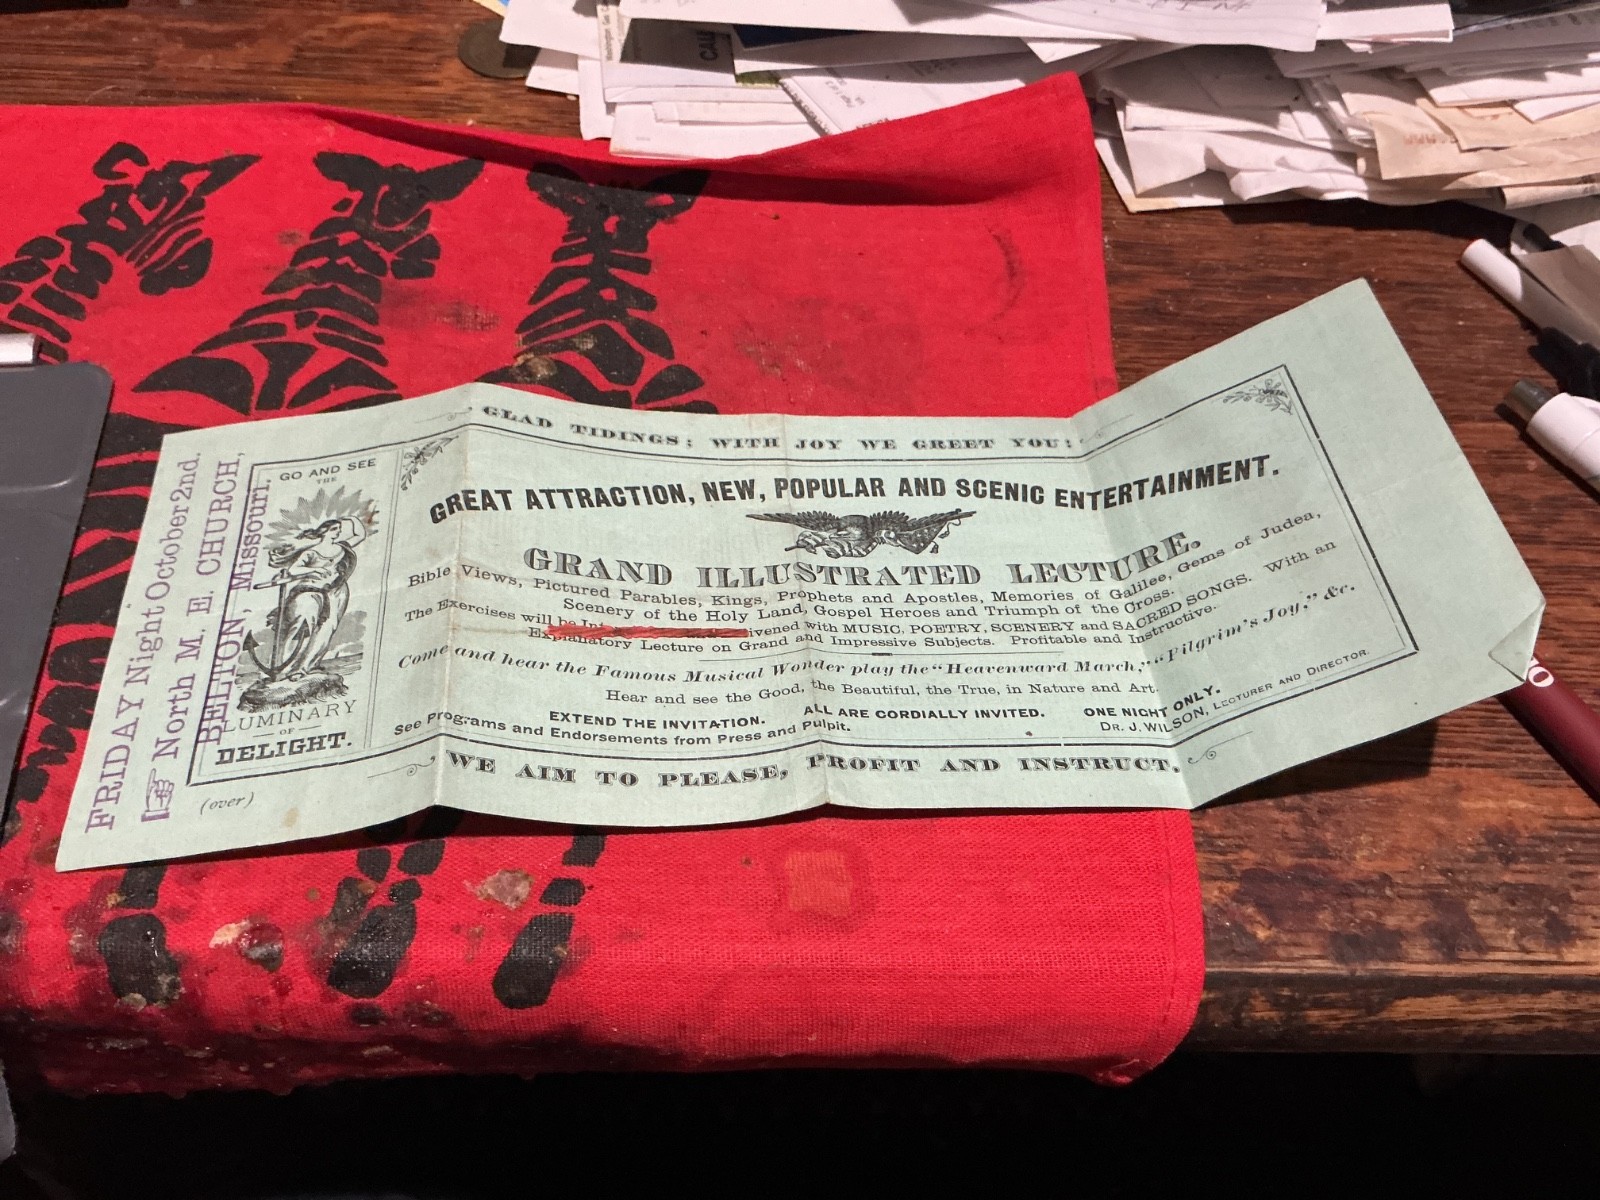 FRIDAY Night October 2nd.
North M. E. CHURCH,
BELTON, Missouri.
GO AND SEE
THE
LUMINARY
OF
DELIGHT.
(over)
GLAD TIDINGS; WITH JOY WE GREET YOU:
GREAT ATTRACTION, NEW, POPULAR AND SCENIC ENTERTAINMENT.
GRAND ILLUSTRATED LECTURE.
Bible Views, Pictured Parables, Kings, Prophets and Apostles, Memories of Galilee, Gems of Judea,
Scenery of the Holy Land, Gospel Heroes and Triumph of the Cross.
The Exercises will be ivened with MUSIC, POETRY, SCENERY and SACRED SONGS. With an
Explanatory Lecture on Grand and Impressive Subjects. Profitable and Instructive.
Come and hear the Famous Musical Wonder play the "Heavenward March," "Pilgrim's Joy," &c.
Hear and see the Good, the Beautiful, the True, in Nature and Art.
EXTEND THE INVITATION. ALL ARE CORDIALLY INVITED. ONE NIGHT ONLY.
See Programs and Endorsements from Press and Pulpit. DR. J. WILSON, LECTURER AND DIRECTOR.
WE AIM TO PLEASE, PROFIT AND INSTRUCT.